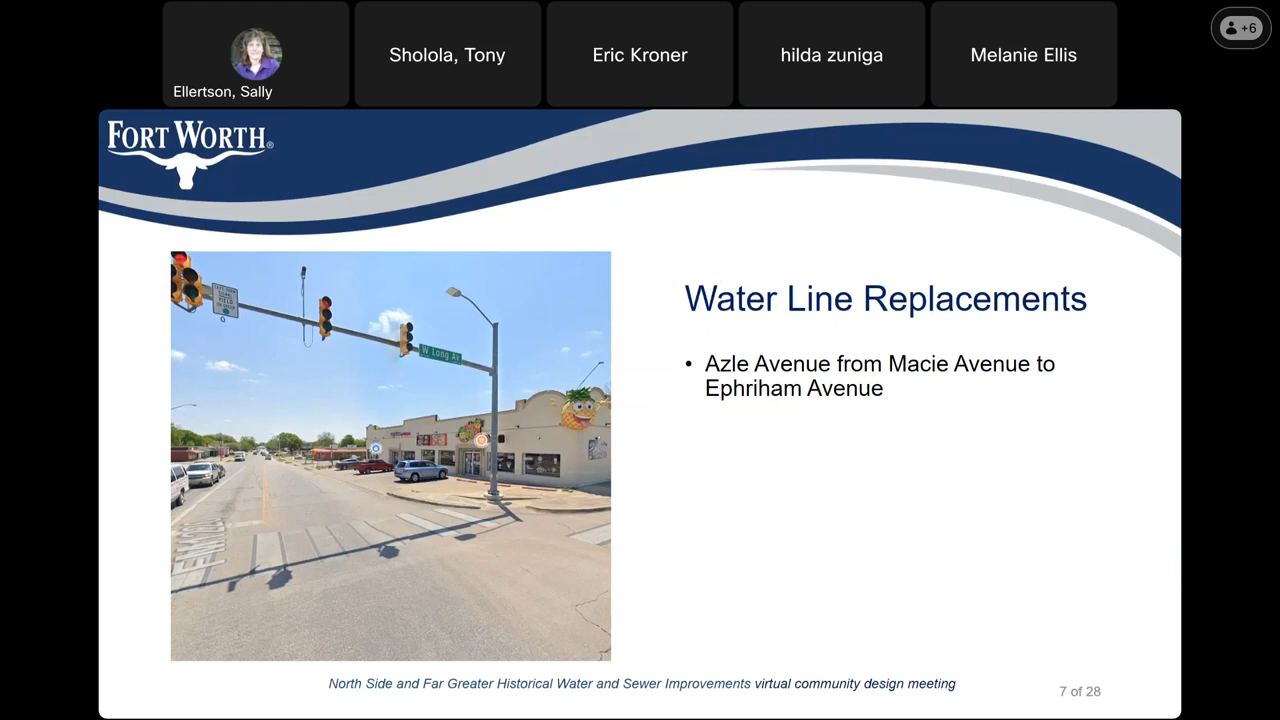 Ellertson, Sally
Sholola, Tony
Eric Kroner
hilda zuniga
Melanie Ellis
+6
FORT WORTH®
W Long Av
Water Line Replacements
• Azle Avenue from Macie Avenue to
Ephriham Avenue
North Side and Far Greater Historical Water and Sewer Improvements virtual community design meeting
7 of 28